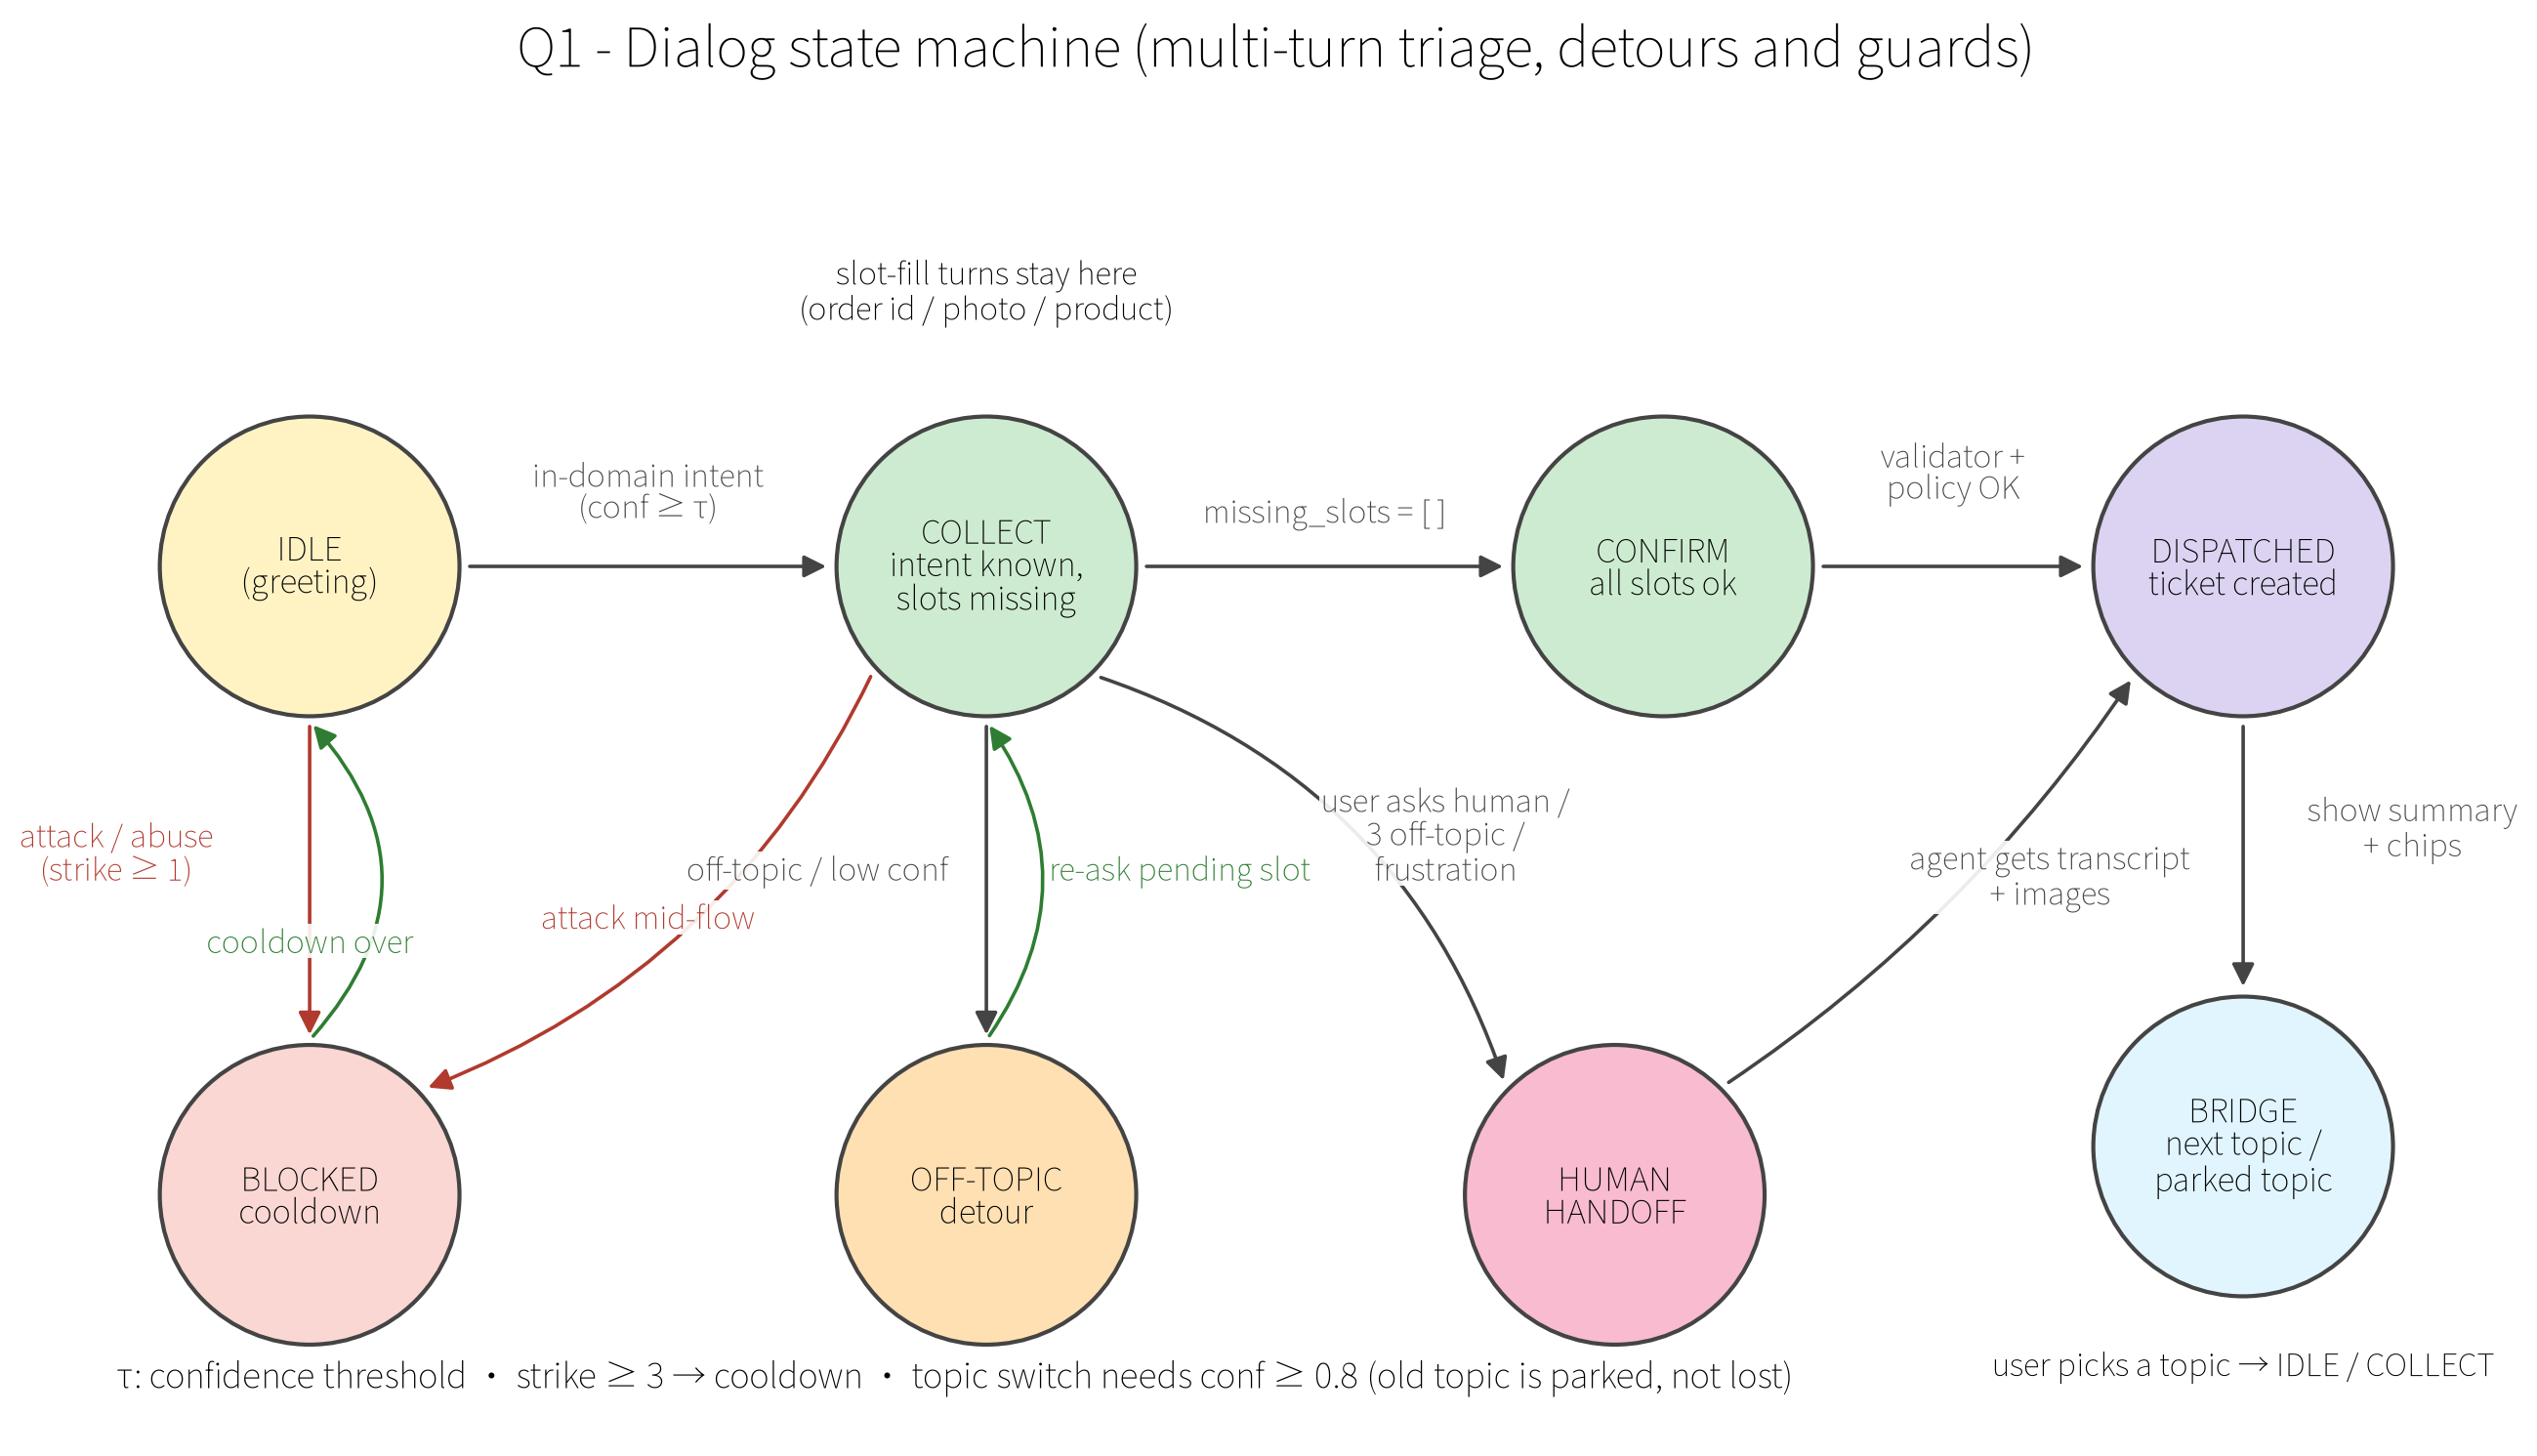 Q1 - Dialog state machine (multi-turn triage, detours and guards)
slot-fill turns stay here
(order id / photo / product)
IDLE
(greeting)
in-domain intent
(conf ≥ τ)
COLLECT
intent known,
slots missing
missing_slots = [ ]
CONFIRM
all slots ok
validator +
policy OK
DISPATCHED
ticket created
attack / abuse
(strike ≥ 1)
cooldown over
attack mid-flow
off-topic / low conf
re-ask pending slot
user asks human /
3 off-topic /
frustration
agent gets transcript
+ images
show summary
+ chips
BLOCKED
cooldown
OFF-TOPIC
detour
HUMAN
HANDOFF
BRIDGE
next topic /
parked topic
τ: confidence threshold • strike ≥ 3 → cooldown • topic switch needs conf ≥ 0.8 (old topic is parked, not lost)
user picks a topic → IDLE / COLLECT